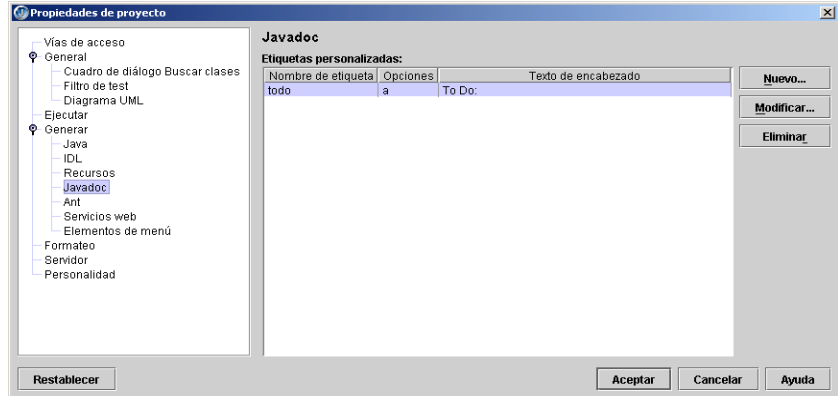 Propiedades de proyecto
Vías de acceso
General
Cuadro de diálogo Buscar clases
Filtro de test
Diagrama UML
Ejecutar
Generar
Java
IDL
Recursos
Javadoc
Ant
Servicios web
Elementos de menú
Formateo
Servidor
Personalidad
Javadoc
Etiquetas personalizadas:
Nombre de etiqueta Opciones Texto de encabezado
todo a To Do:
Nuevo...
Modificar...
Eliminar
Restablecer Aceptar Cancelar Ayuda